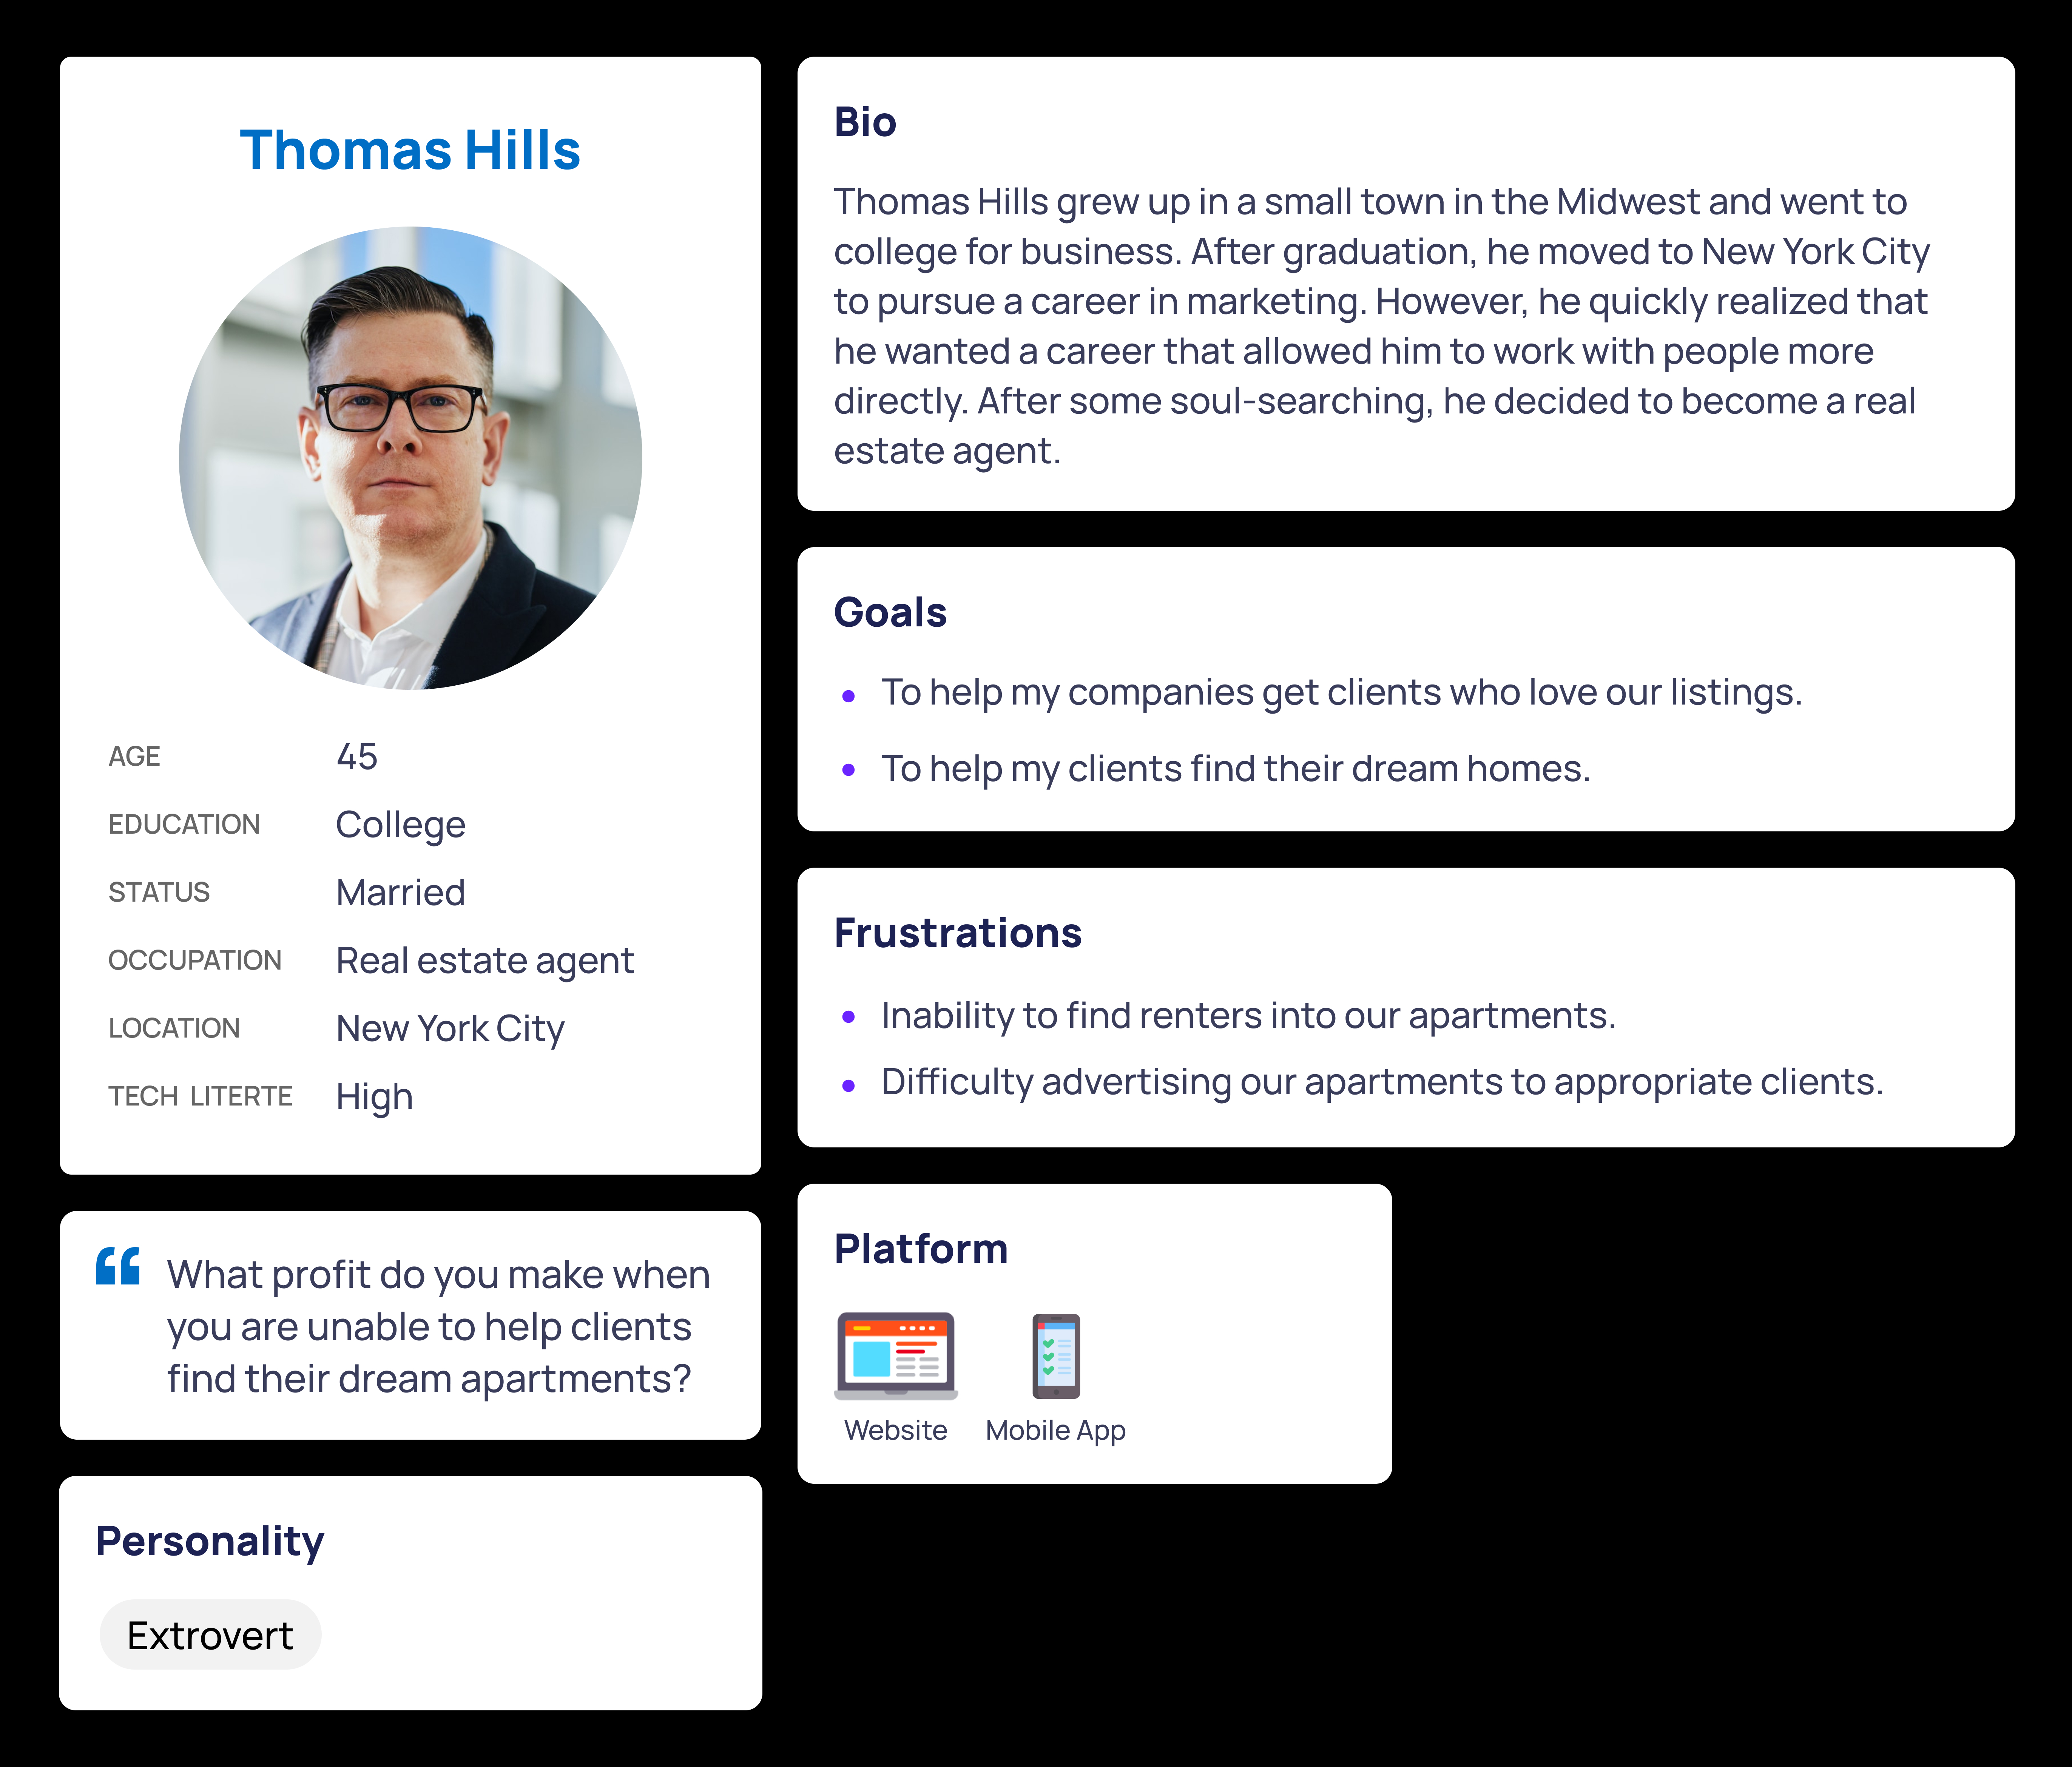 Thomas Hills
AGE 45
EDUCATION College
STATUS Married
OCCUPATION Real estate agent
LOCATION New York City
TECH LITERTE High
What profit do you make when
you are unable to help clients
find their dream apartments?
Personality
Extrovert
Bio
Thomas Hills grew up in a small town in the Midwest and went to
college for business. After graduation, he moved to New York City
to pursue a career in marketing. However, he quickly realized that
he wanted a career that allowed him to work with people more
directly. After some soul-searching, he decided to become a real
estate agent.
Goals
To help my companies get clients who love our listings.
To help my clients find their dream homes.
Frustrations
Inability to find renters into our apartments.
Difficulty advertising our apartments to appropriate clients.
Platform
Website Mobile App